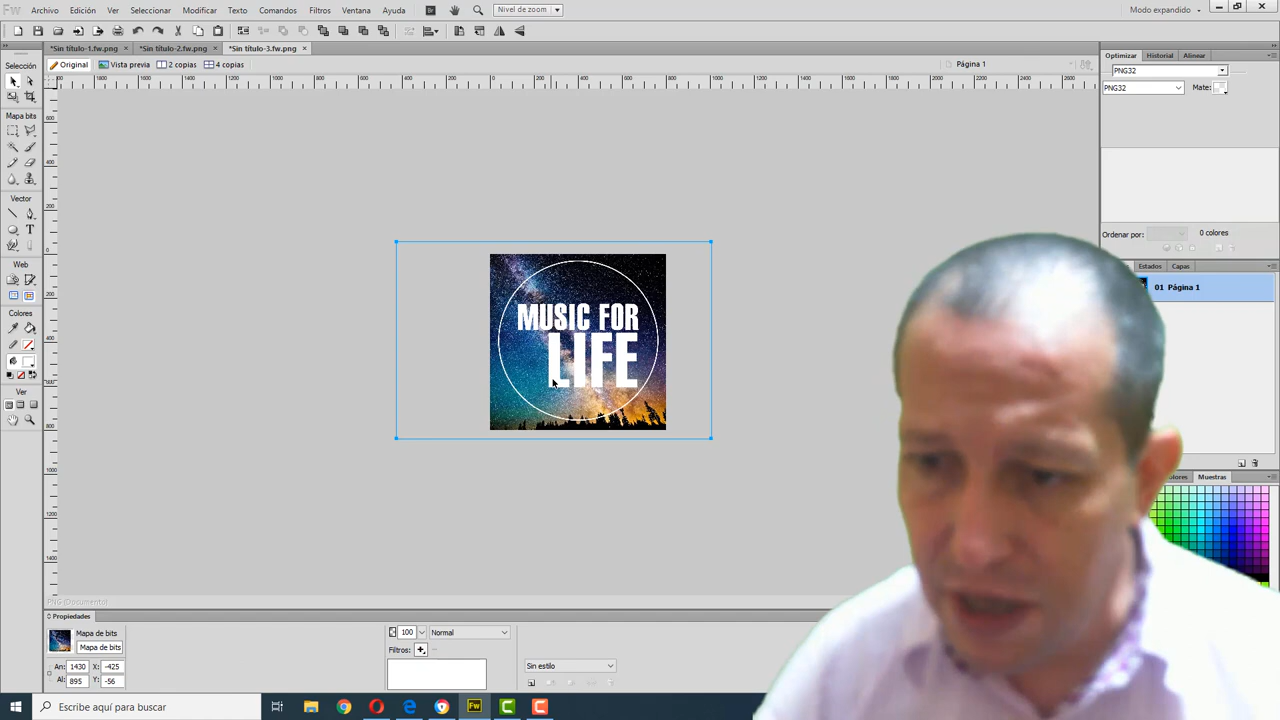 Archivo Edición Ver Seleccionar Modificar Texto Comandos Filtros Ventana Ayuda Br Nivel de zoom Modo expandido
*Sin título-1.fw.png × *Sin título-2.fw.png × *Sin título-3.fw.png ×
Original Vista previa 2 copias 4 copias Página 1
Optimizar Historial Alinear
PNG32
PNG32 Mate:
Ordenar por: 0 colores
Estados Capas
01 Página 1
Muestras
Selección
Mapa bits
Vector
Web
Colores
Ver
MUSIC FOR
LIFE
PNG (Documento)
Propiedades
Mapa de bits
Mapa de bits
An: 1430 X: -425
Al: 895 Y: -56
100 Normal
Filtros:
Sin estilo
Escribe aquí para buscar
Fw